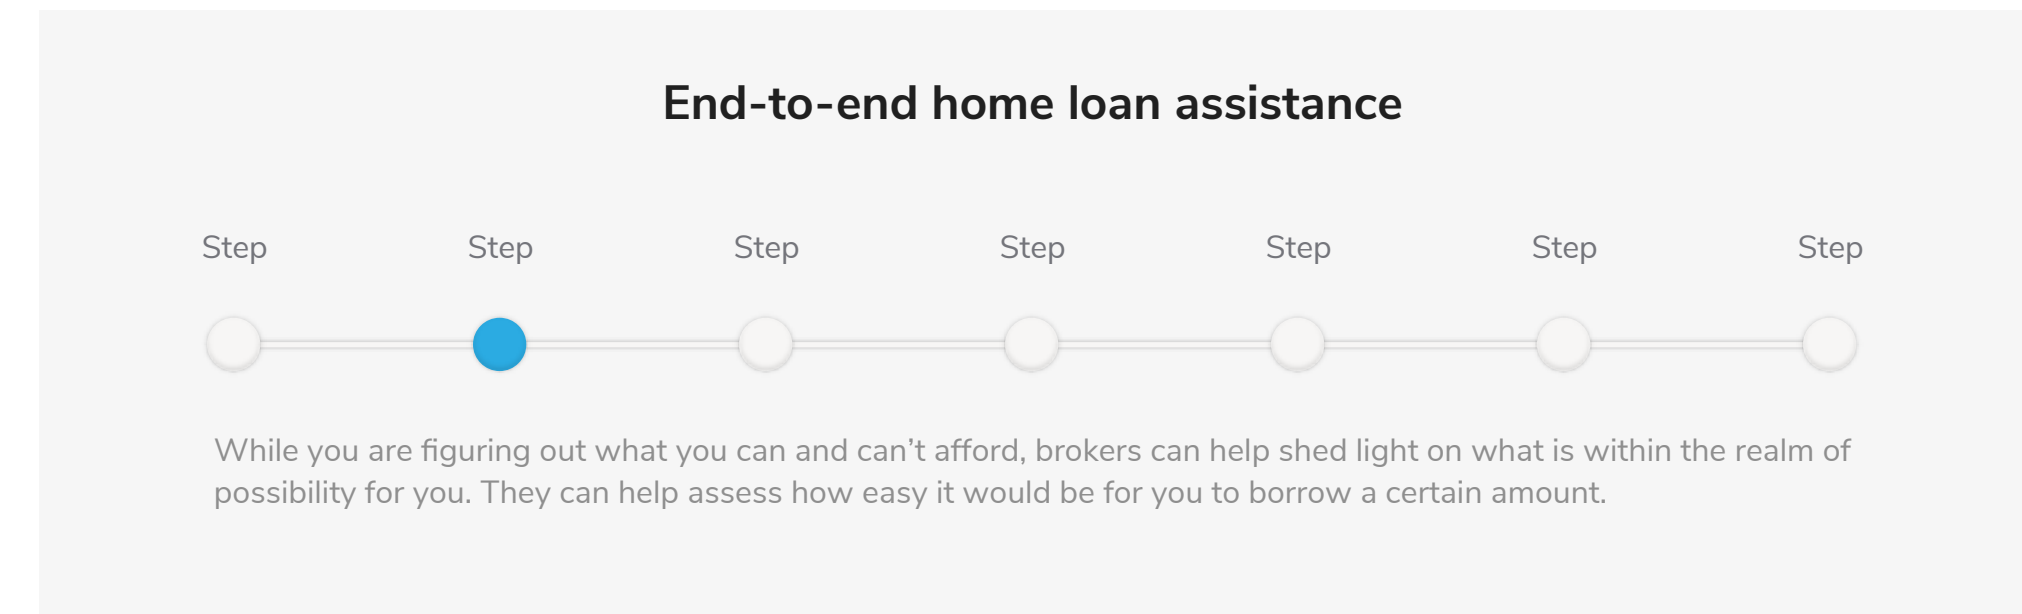 End-to-end home loan assistance
Step Step Step Step Step Step Step
While you are figuring out what you can and can’t afford, brokers can help shed light on what is within the realm of
possibility for you. They can help assess how easy it would be for you to borrow a certain amount.